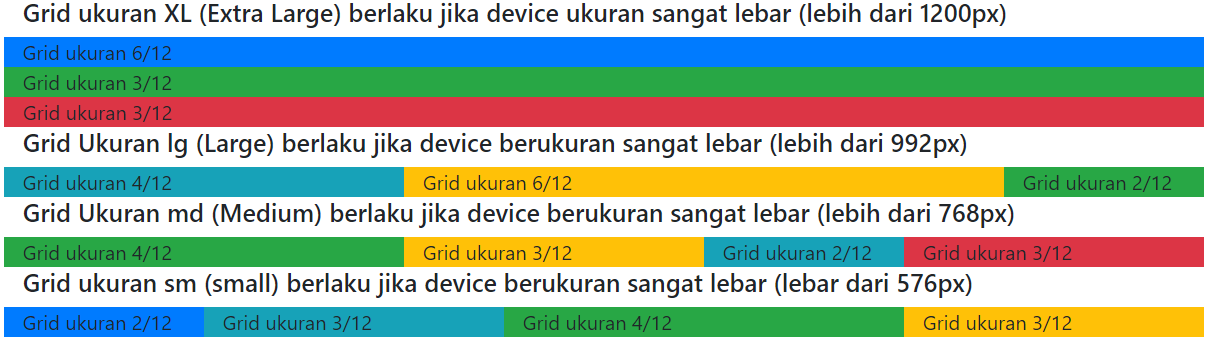 Grid ukuran XL (Extra Large) berlaku jika device ukuran sangat lebar (lebih dari 1200px)
Grid ukuran 6/12
Grid ukuran 3/12
Grid ukuran 3/12
Grid Ukuran lg (Large) berlaku jika device berukuran sangat lebar (lebih dari 992px)
Grid ukuran 4/12 Grid ukuran 6/12 Grid ukuran 2/12
Grid Ukuran md (Medium) berlaku jika device berukuran sangat lebar (lebih dari 768px)
Grid ukuran 4/12 Grid ukuran 3/12 Grid ukuran 2/12 Grid ukuran 3/12
Grid ukuran sm (small) berlaku jika device berukuran sangat lebar (lebar dari 576px)
Grid ukuran 2/12 Grid ukuran 3/12 Grid ukuran 4/12 Grid ukuran 3/12